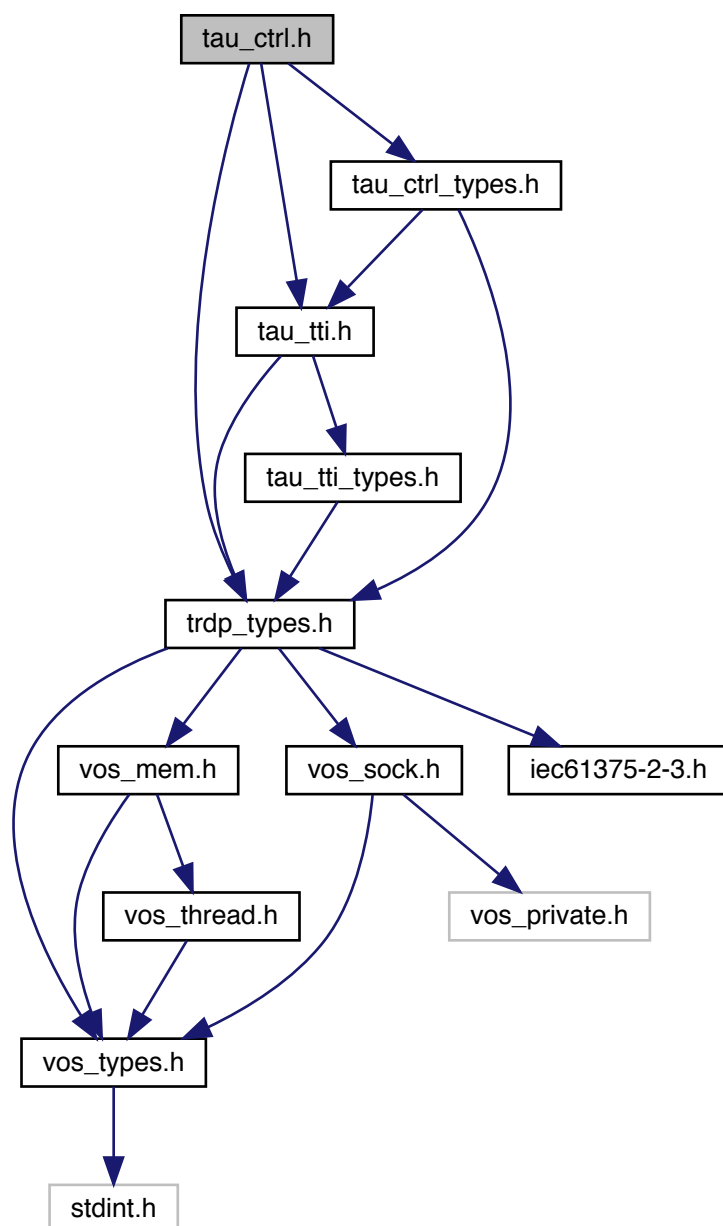 tau_ctrl.h
tau_ctrl_types.h
tau_tti.h
tau_tti_types.h
trdp_types.h
vos_mem.h
vos_sock.h
iec61375-2-3.h
vos_thread.h
vos_private.h
vos_types.h
stdint.h